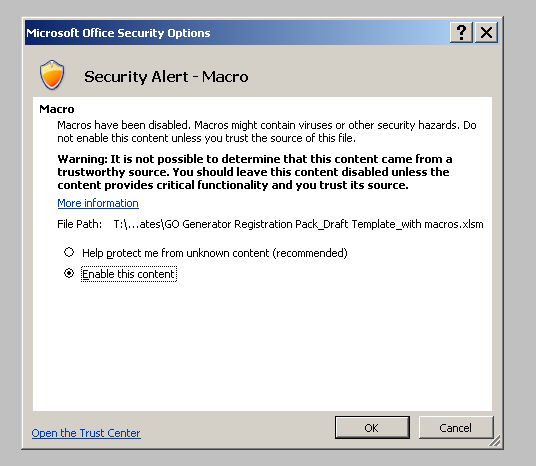 Microsoft Office Security Options
Security Alert - Macro
Macro
Macros have been disabled. Macros might contain viruses or other security hazards. Do
not enable this content unless you trust the source of this file.
Warning: It is not possible to determine that this content came from a
trustworthy source. You should leave this content disabled unless the
content provides critical functionality and you trust its source.
More information
File Path: T:\...ates\GO Generator Registration Pack_Draft Template_with macros.xlsm
Help protect me from unknown content (recommended)
Enable this content
Open the Trust Center
OK
Cancel